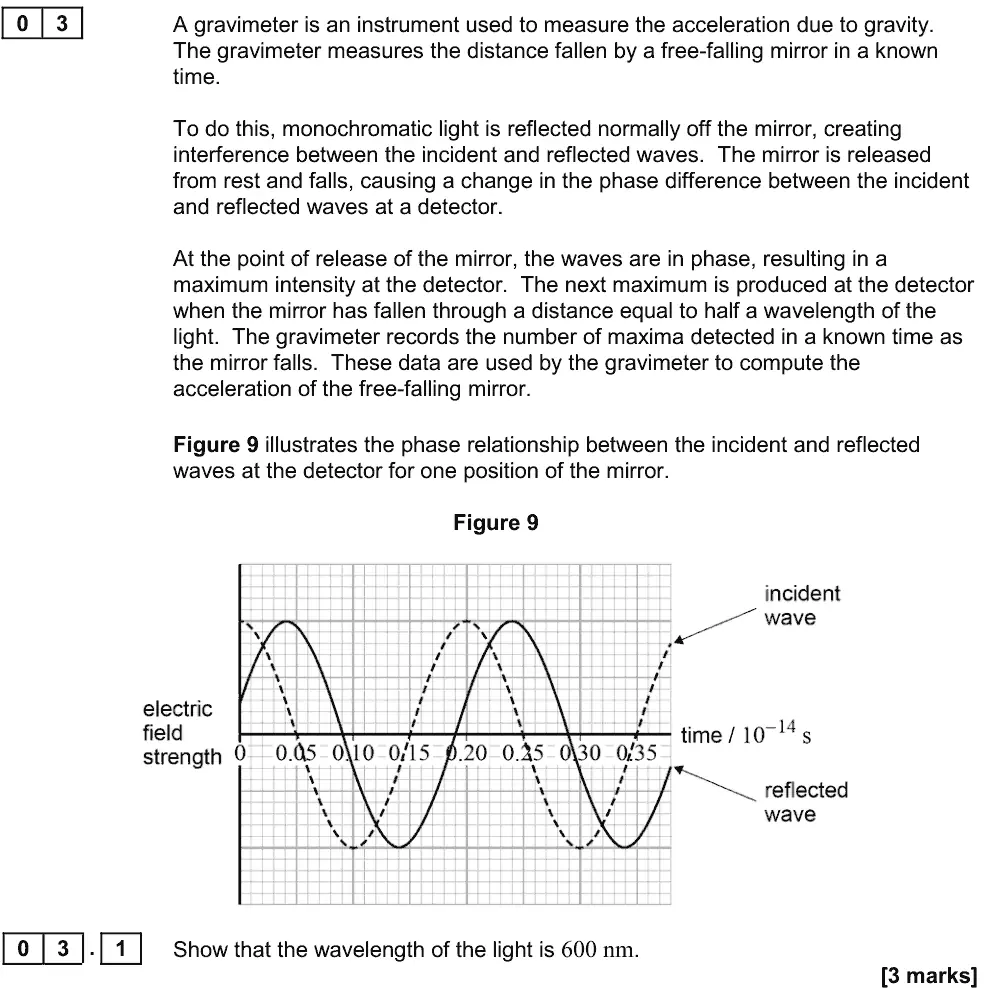 0 3 A gravimeter is an instrument used to measure the acceleration due to gravity.
The gravimeter measures the distance fallen by a free-falling mirror in a known
time.
To do this, monochromatic light is reflected normally off the mirror, creating
interference between the incident and reflected waves. The mirror is released
from rest and falls, causing a change in the phase difference between the incident
and reflected waves at a detector.
At the point of release of the mirror, the waves are in phase, resulting in a
maximum intensity at the detector. The next maximum is produced at the detector
when the mirror has fallen through a distance equal to half a wavelength of the
light. The gravimeter records the number of maxima detected in a known time as
the mirror falls. These data are used by the gravimeter to compute the
acceleration of the free-falling mirror.
Figure 9 illustrates the phase relationship between the incident and reflected
waves at the detector for one position of the mirror.
Figure 9
incident
wave
electric
field
strength
0 0.05 0.10 0.15 0.20 0.25 0.30 0.35
time / 10⁻¹⁴ s
reflected
wave
0 3 . 1 Show that the wavelength of the light is 600 nm.
[3 marks]